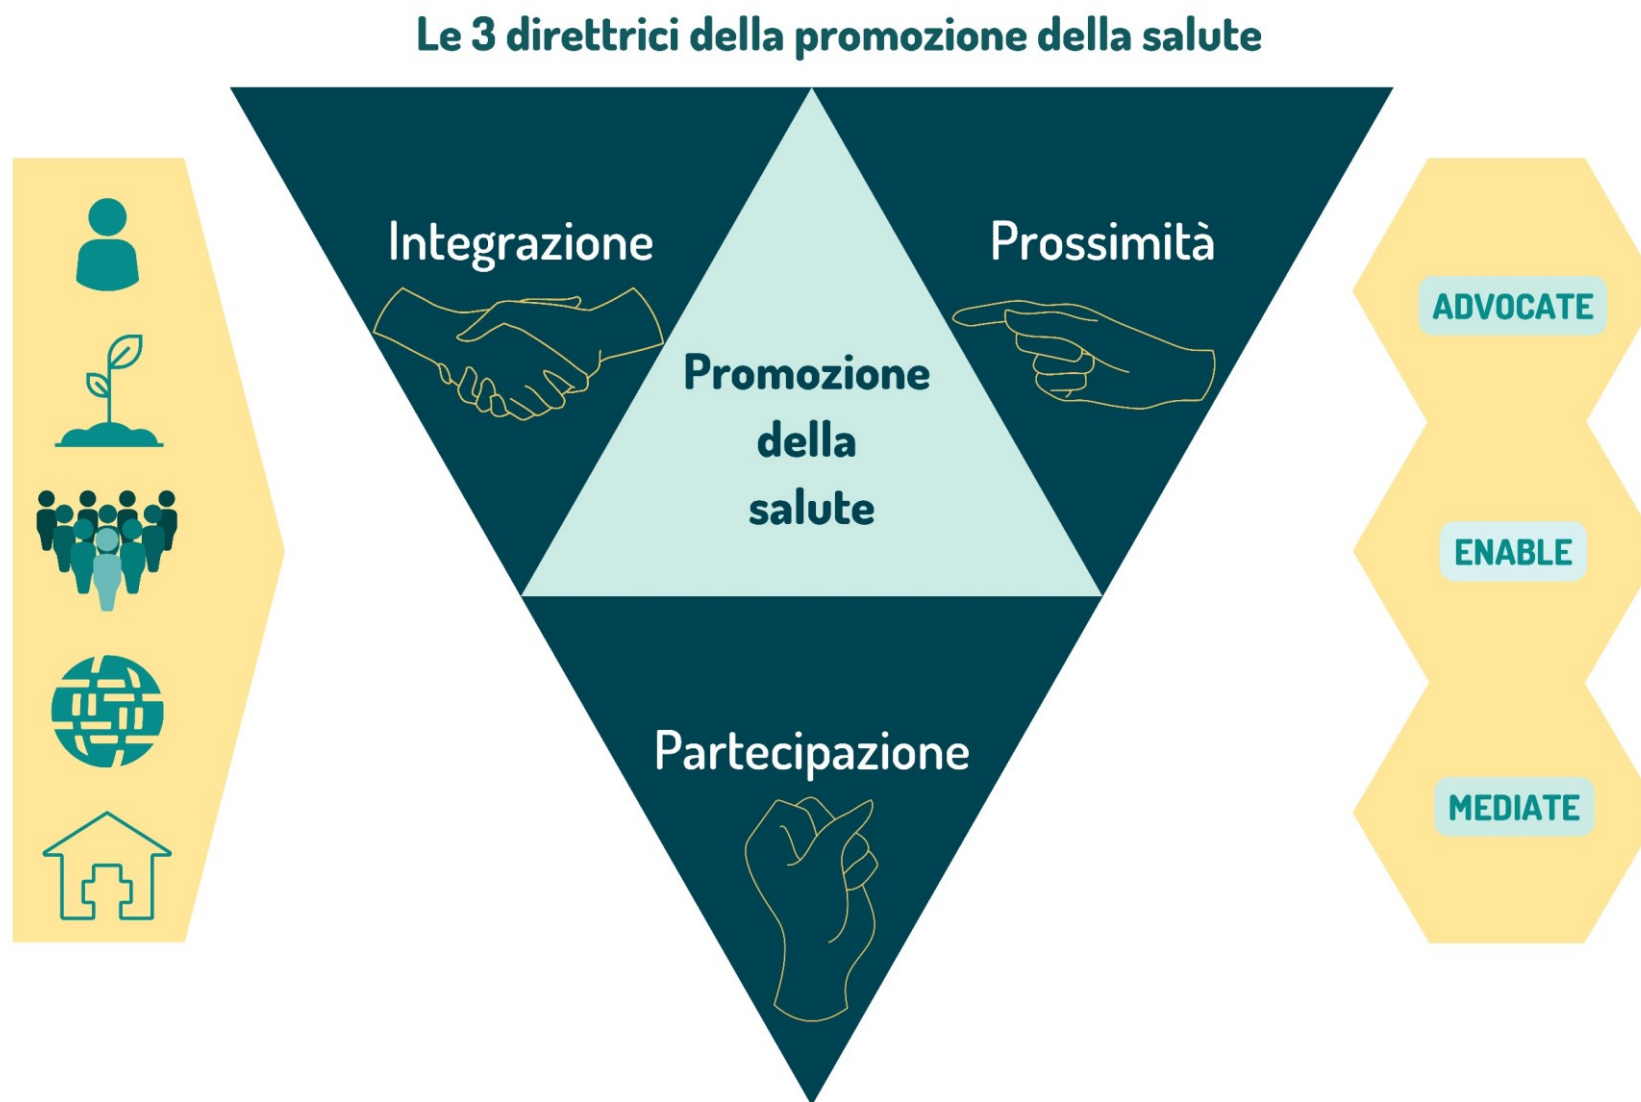 Le 3 direttrici della promozione della salute
Integrazione
Prossimità
Promozione
della
salute
Partecipazione
ADVOCATE
ENABLE
MEDIATE